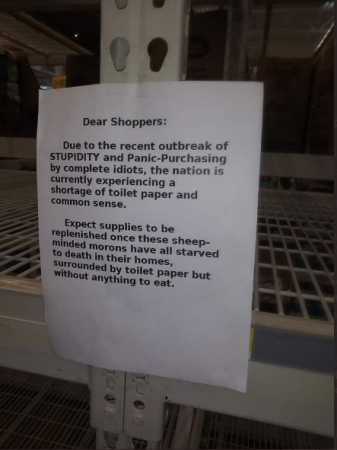 Dear Shoppers:
Due to the recent outbreak of
STUPIDITY and Panic-Purchasing
by complete idiots, the nation is
currently experiencing a
shortage of toilet paper and
common sense.
Expect supplies to be
replenished once these sheep-
minded morons have all starved
to death in their homes,
surrounded by toilet paper but
without anything to eat.